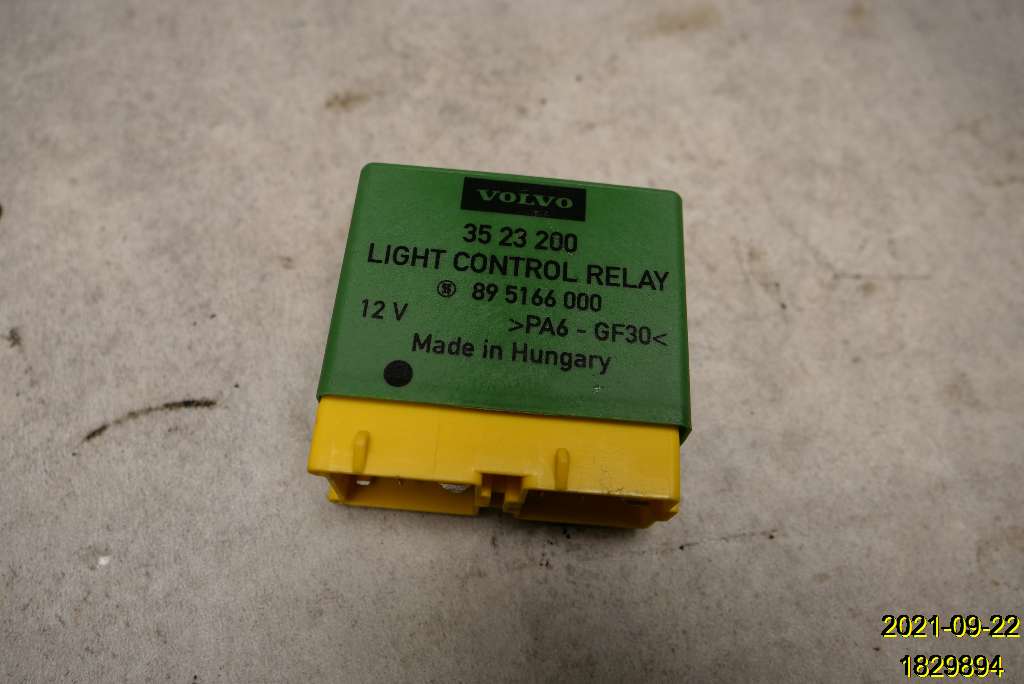 VOLVO
35 23 200
LIGHT CONTROL RELAY
89 5166 000
12 V >PA6 - GF30<
Made in Hungary
2021-09-22
1829894